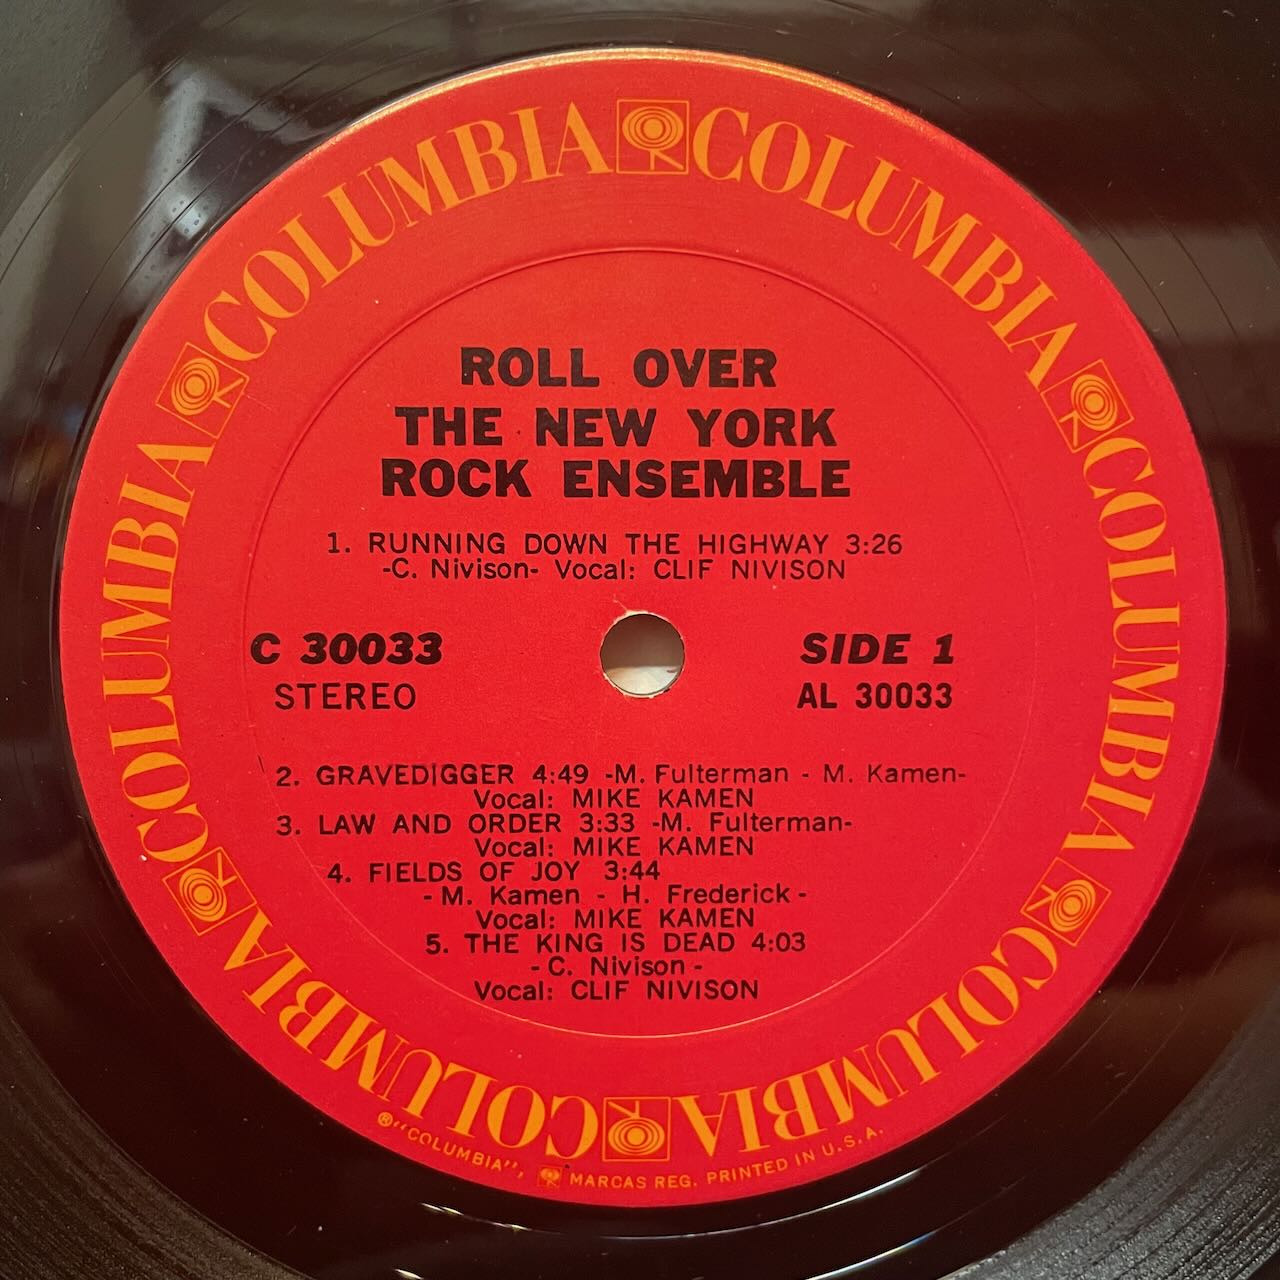 COLUMBIA COLUMBIA COLUMBIA COLUMBIA COLUMBIA COLUMBIA
ROLL OVER
THE NEW YORK
ROCK ENSEMBLE
1. RUNNING DOWN THE HIGHWAY 3:26
-C. Nivison- Vocal: CLIF NIVISON
C 30033
STEREO
SIDE 1
AL 30033
2. GRAVEDIGGER 4:49 -M. Fulterman - M. Kamen-
Vocal: MIKE KAMEN
3. LAW AND ORDER 3:33 -M. Fulterman-
Vocal: MIKE KAMEN
4. FIELDS OF JOY 3:44
- M. Kamen - H. Frederick -
Vocal: MIKE KAMEN
5. THE KING IS DEAD 4:03
- C. Nivison -
Vocal: CLIF NIVISON
®"COLUMBIA", MARCAS REG. PRINTED IN U.S.A.